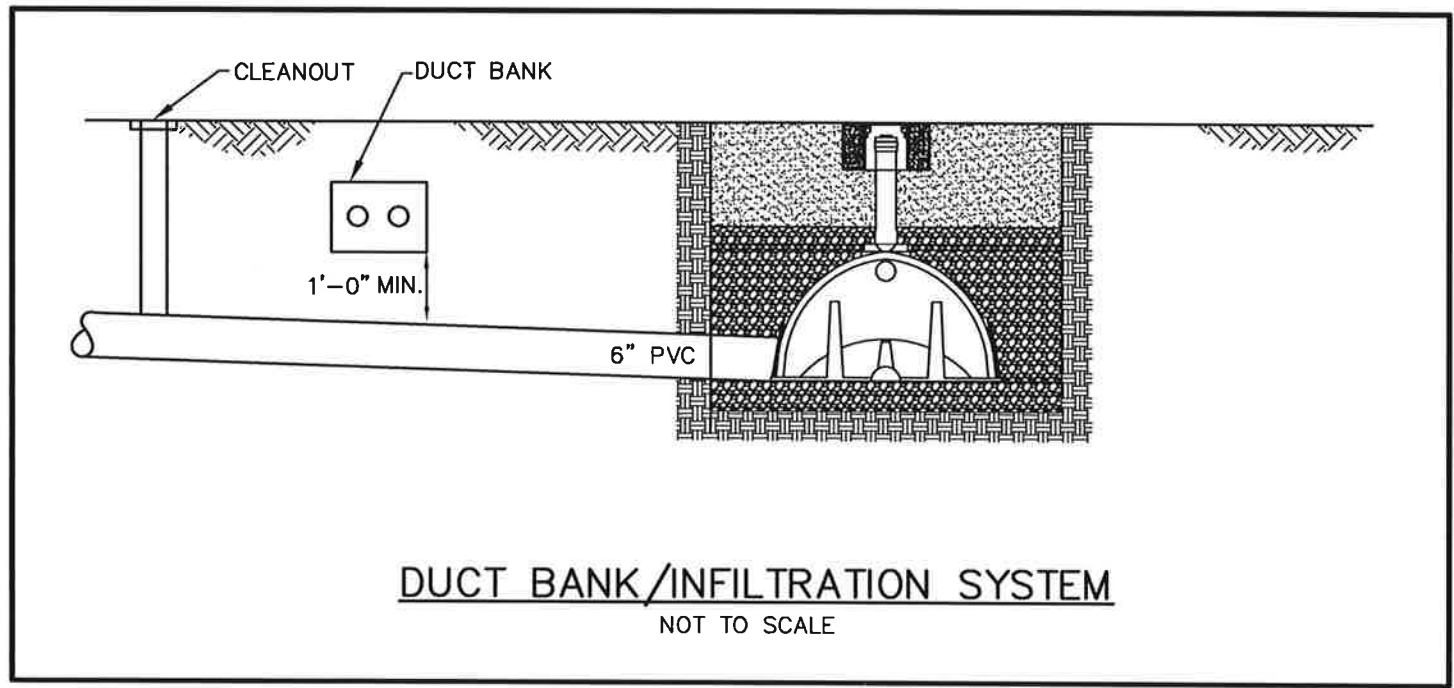 CLEANOUT
DUCT BANK
1'-0" MIN.
6" PVC
DUCT BANK/INFILTRATION SYSTEM
NOT TO SCALE